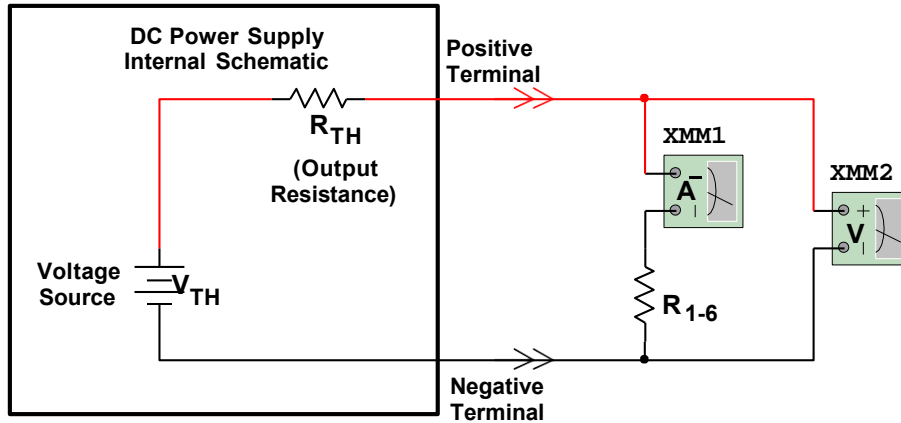 DC Power Supply
Internal Schematic
Positive
Terminal
R TH
(Output
Resistance)
XMM1
A
XMM2
V
Voltage
Source
V TH
R 1-6
Negative
Terminal